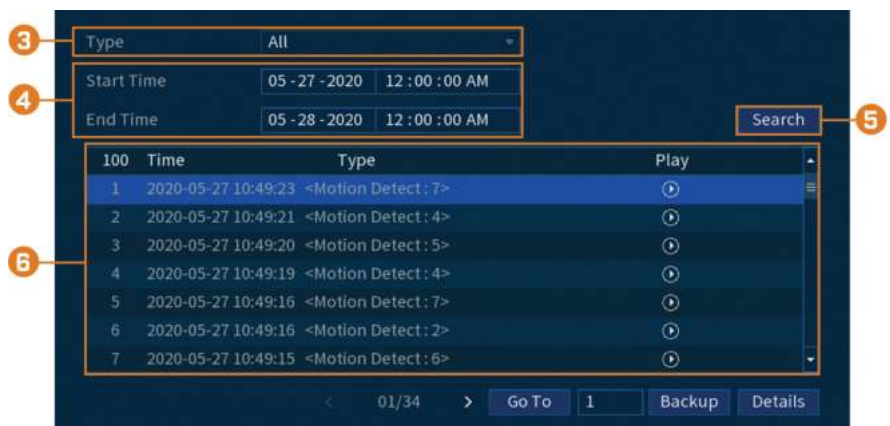 3 Type All
4 Start Time 05 - 27 - 2020 12 : 00 : 00 AM
End Time 05 - 28 - 2020 12 : 00 : 00 AM
Search 5
100 Time Type Play
1 2020-05-27 10:49:23 <Motion Detect : 7>
2 2020-05-27 10:49:21 <Motion Detect : 4>
3 2020-05-27 10:49:20 <Motion Detect : 5>
6
4 2020-05-27 10:49:19 <Motion Detect : 4>
5 2020-05-27 10:49:16 <Motion Detect : 7>
6 2020-05-27 10:49:16 <Motion Detect : 2>
7 2020-05-27 10:49:15 <Motion Detect : 6>
< 01/34 > Go To 1 Backup Details